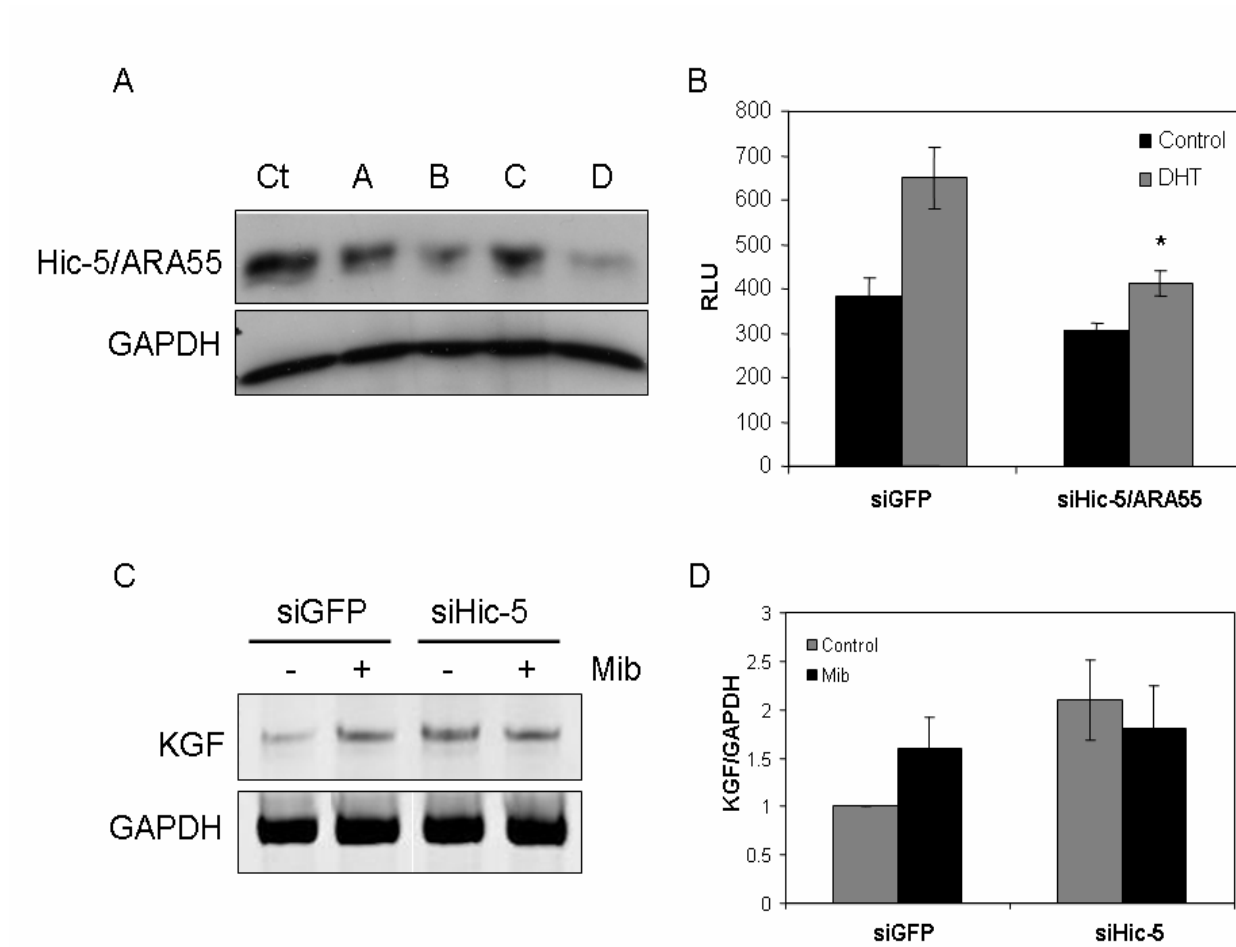 A
Ct A B C D
Hic-5/ARA55
GAPDH
B
800
700
600
500
400
300
200
100
0
RLU
Control
DHT
*
siGFP siHic-5/ARA55
C
siGFP siHic-5
- + - + Mib
KGF
GAPDH
D
3
2.5
2
1.5
1
0.5
0
KGF/GAPDH
Control
Mib
siGFP siHic-5